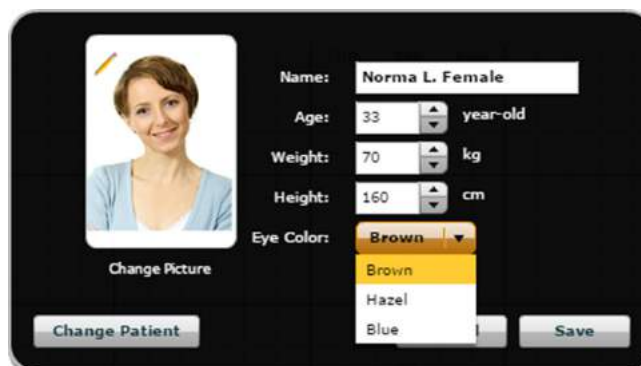 Name: Norma L. Female
Age: 33 year-old
Weight: 70 kg
Height: 160 cm
Eye Color: Brown
Change Picture
Brown
Hazel
Blue
Change Patient Save